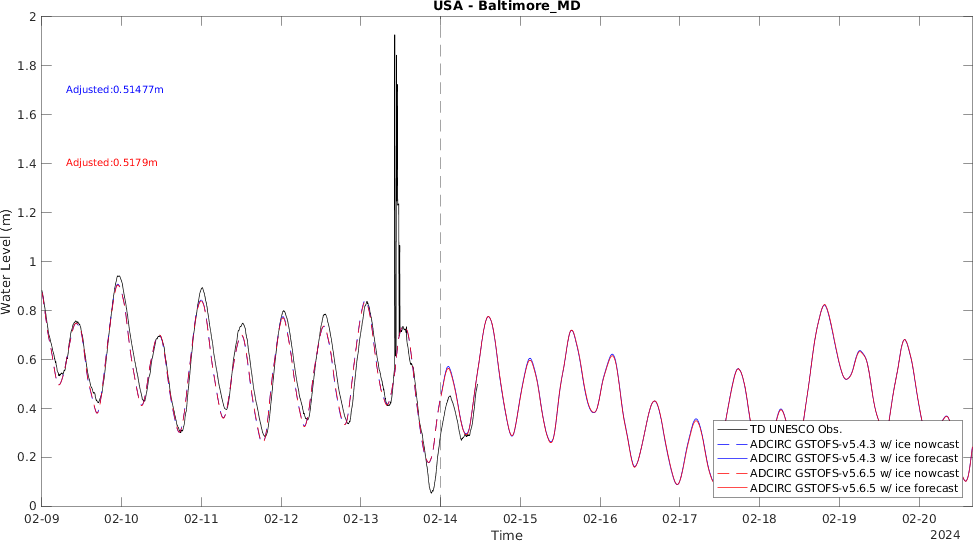 USA - Baltimore_MD
2
1.8
1.6
1.4
1.2
1
0.8
0.6
0.4
0.2
0
Water Level (m)
Adjusted:0.51477m
Adjusted:0.5179m
TD UNESCO Obs.
ADCIRC GSTOFS-v5.4.3 w/ ice nowcast
ADCIRC GSTOFS-v5.4.3 w/ ice forecast
ADCIRC GSTOFS-v5.6.5 w/ ice nowcast
ADCIRC GSTOFS-v5.6.5 w/ ice forecast
02-09 02-10 02-11 02-12 02-13 02-14 02-15 02-16 02-17 02-18 02-19 02-20
Time
2024